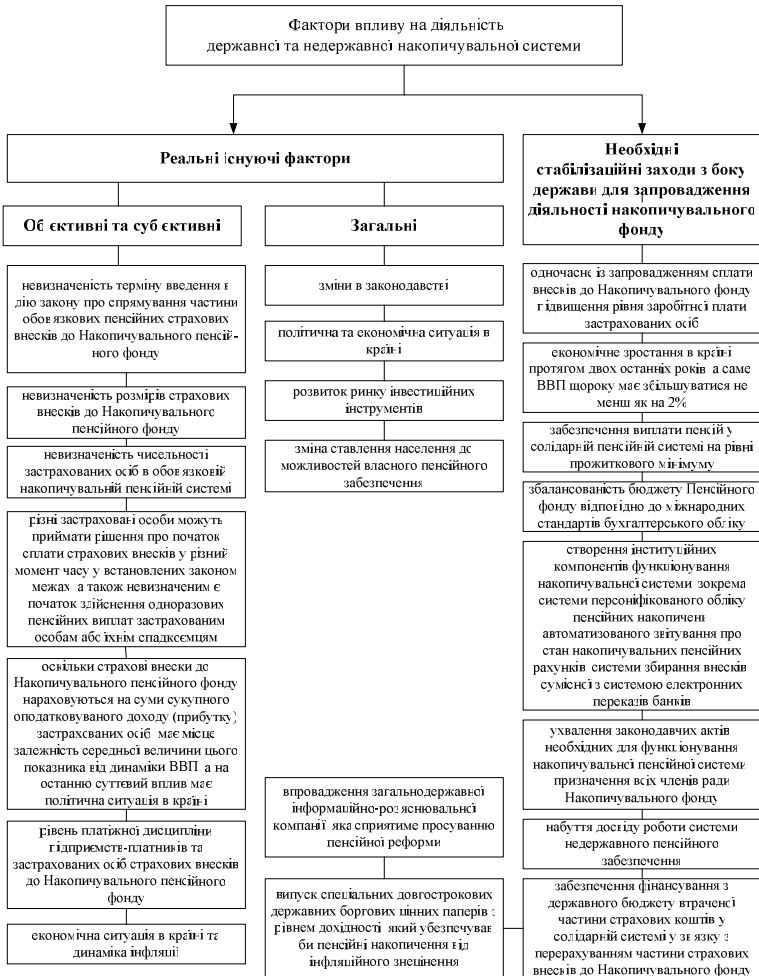 Фактори впливу на діяльність
державної та недержавної накопичувальної системи
Реальні існуючі фактори
Об єктивні та суб єктивні
невизначеність терміну введення в
дію закону про спрямування частини
обов язкових пенсійних страхових
внесків до Накопичувального пенсій-
ного фонду
невизначеність розмірів страхових
внесків до Накопичувального
пенсійного фонду
невизначеність чисельності
застрахованих осіб в обов язковій
накопичувальній пенсійній системі
різні застраховані особи можуть
приймати рішення про початок
сплати страхових внесків у різний
момент часу у встановлених законом
межах а також невизначеним є
початок здійснення одноразових
пенсійних виплат застрахованим
особам або їхнім спадкоємцям
оскільки страхові внески до
Накопичувального пенсійного фонду
нараховуються на суми сукупного
оподатковуваного доходу (прибутку)
застрахованих осіб має місце
залежність середньої величини цього
показника від динаміки ВВП а на
останню суттєвий вплив має
політична ситуація в країні
рівень платіжної дисципліни
підприємств-платників та
застрахованих осіб страхових внесків
до Накопичувального пенсійного
фонду
економічна ситуація в країні та
динаміка інфляції
Загальні
зміни в законодавстві
політична та економічна ситуація в
країні
розвиток ринку інвестиційних
інструментів
зміна ставлення населення до
можливостей власного пенсійного
забезпечення
впровадження загальнодержавної
інформаційно-роз яснювальної
компанії яка сприятиме просуванню
пенсійної реформи
випуск спеціальних довгострокових
державних боргових цінних паперів з
рівнем дохідності який убезпечував
би пенсійні накопичення від
інфляційного знецінення
Необхідні
стабілізаційні заходи з боку
держави для запровадження
діяльності накопичувального
фонду
одночасне із запровадженням сплати
внесків до Накопичувального фонду
підвищення рівня заробітної плати
застрахованих осіб
економічне зростання в країні
протягом двох останніх років а саме
ВВП щороку має збільшуватися не
менш як на 2%
забезпечення виплати пенсій у
солідарній пенсійній системі на рівні
прожиткового мінімуму
збалансованість бюджету Пенсійного
фонду відповідно до міжнародних
стандартів бухгалтерського обліку
створення інституційних
компонентів функціонування
накопичувальної системи зокрема
системи персоніфікованого обліку
пенсійних накопичень
автоматизованого звітування про
стан накопичувальних пенсійних
рахунків системи збирання внесків
сумісної з системою електронних
переказів банків
ухвалення законодавчих актів
необхідних для функціонування
накопичувальної пенсійної системи
призначення всіх членів ради
Накопичувального фонду
набуття досвіду роботи системи
недержавного пенсійного
забезпечення
забезпечення фінансування з
державного бюджету втраченої
частини страхових коштів у
солідарній системі у зв язку з
перерахуванням частини страхових
внесків до Накопичувального фонду